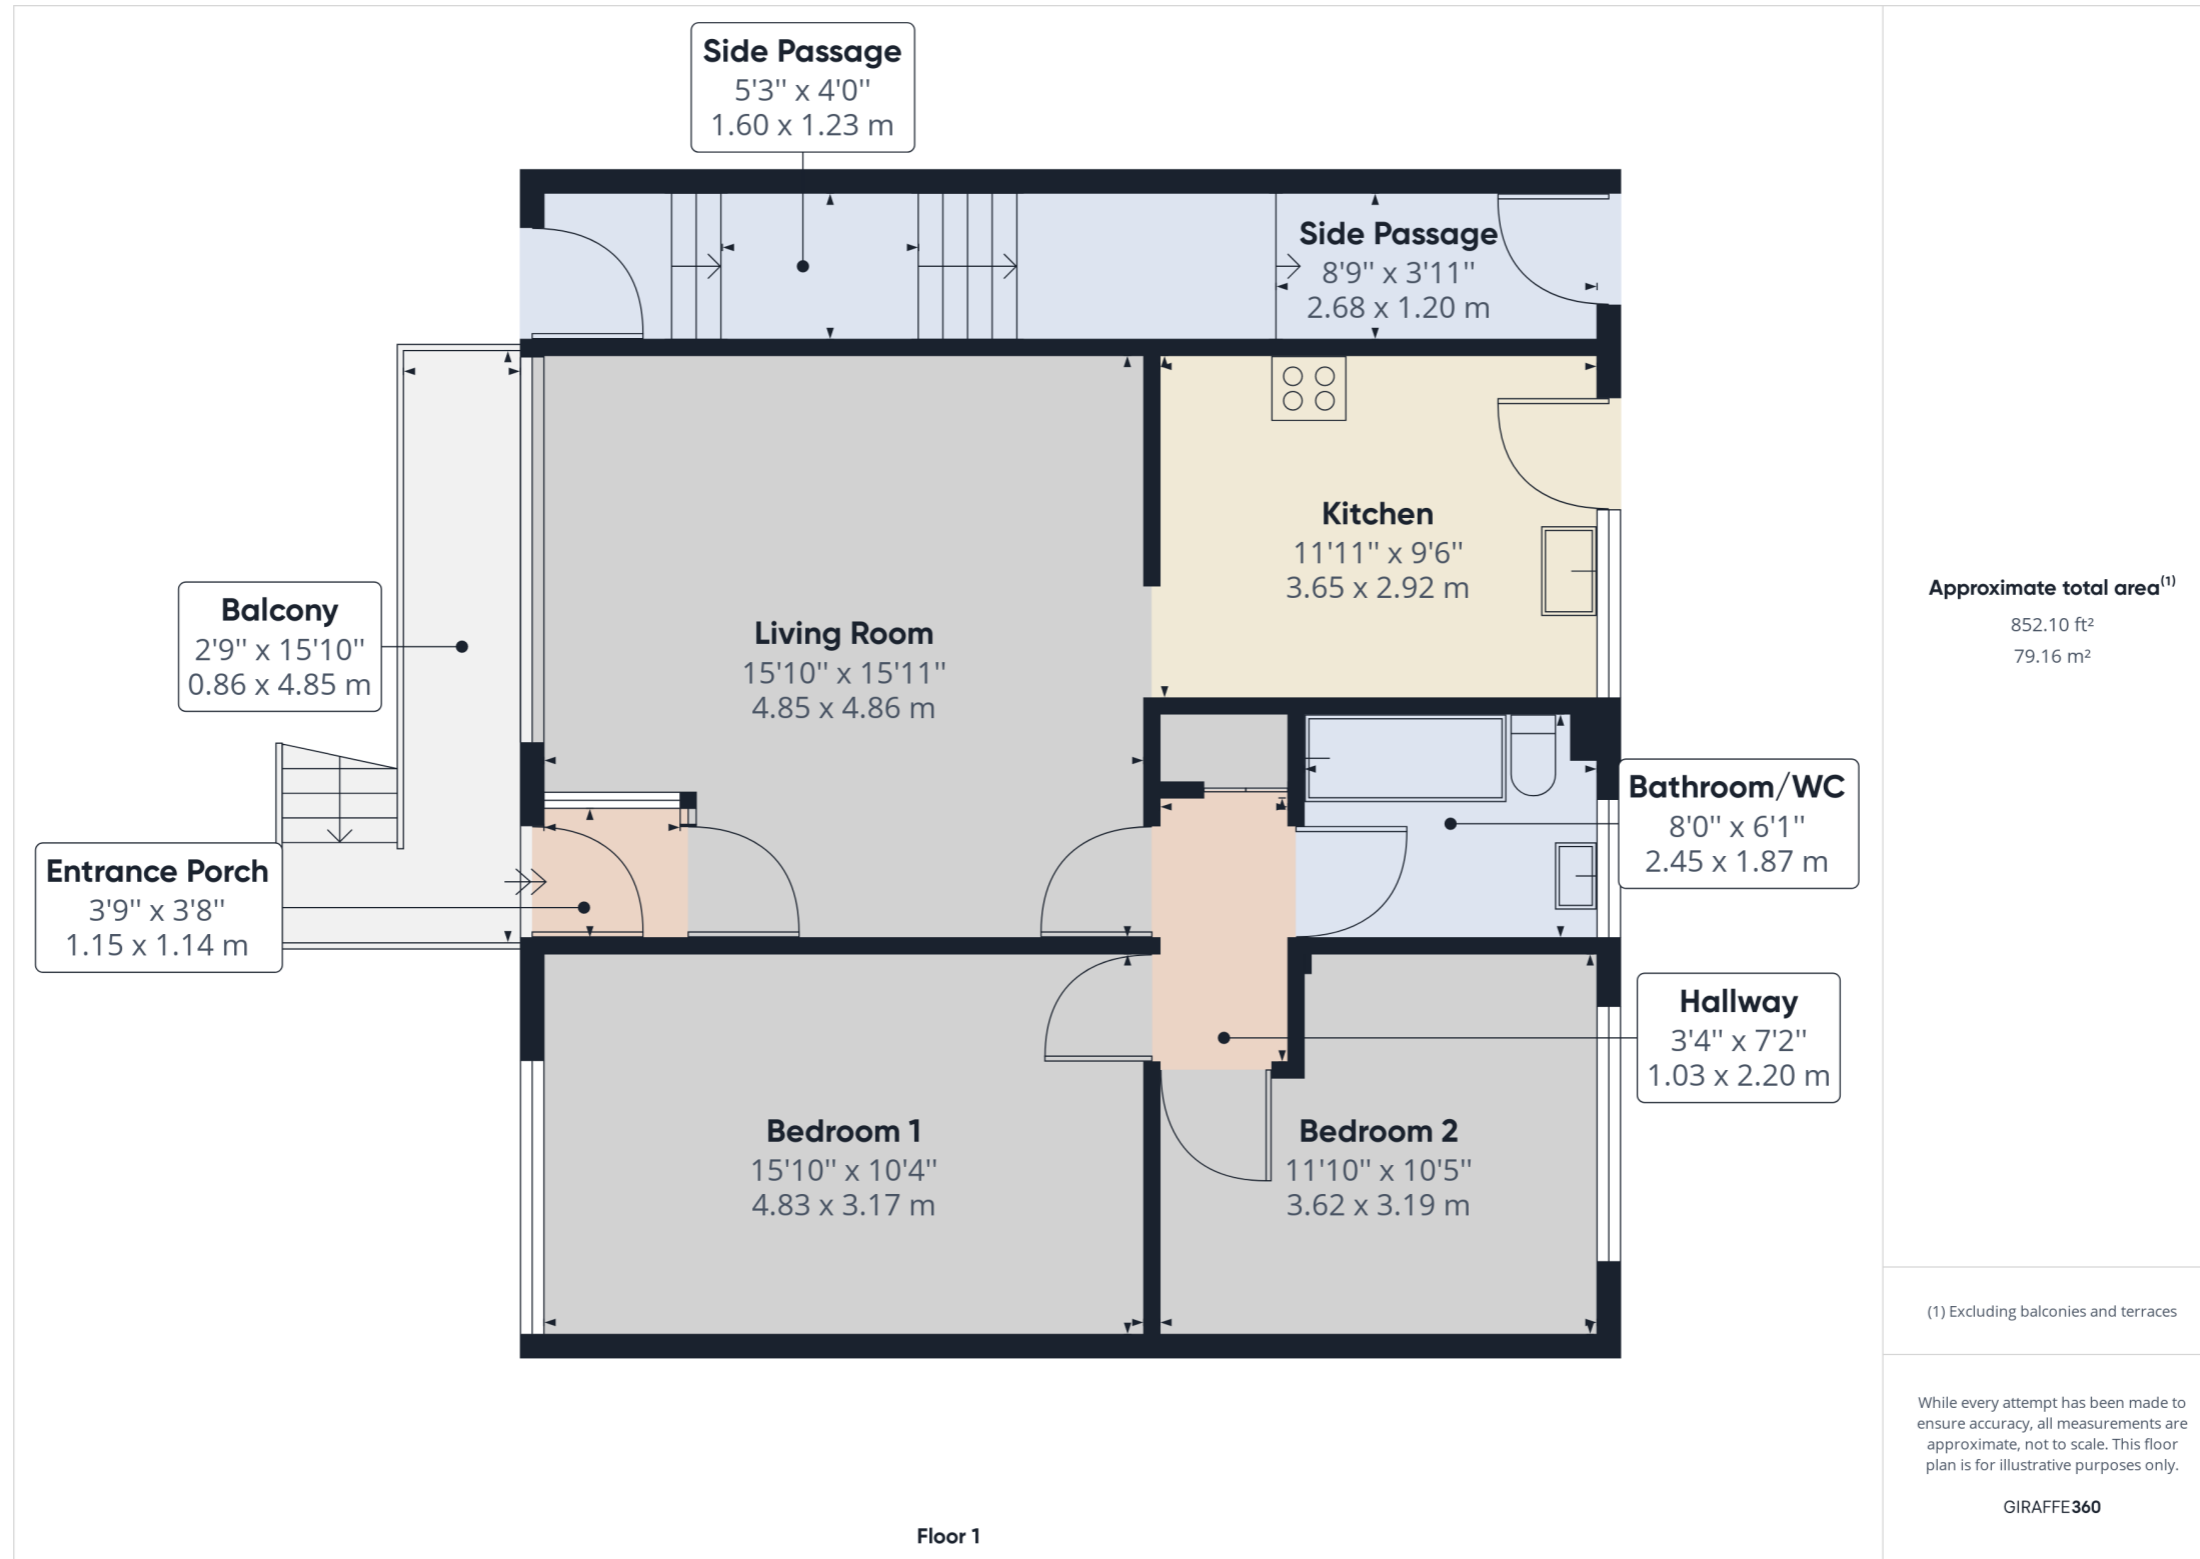 Side Passage
5'3'' x 4'0''
1.60 x 1.23 m
Side Passage
8'9'' x 3'11''
2.68 x 1.20 m
Kitchen
11'11'' x 9'6''
3.65 x 2.92 m
Balcony
2'9'' x 15'10''
0.86 x 4.85 m
Living Room
15'10'' x 15'11''
4.85 x 4.86 m
Bathroom/WC
8'0'' x 6'1''
2.45 x 1.87 m
Entrance Porch
3'9'' x 3'8''
1.15 x 1.14 m
Hallway
3'4'' x 7'2''
1.03 x 2.20 m
Bedroom 1
15'10'' x 10'4''
4.83 x 3.17 m
Bedroom 2
11'10'' x 10'5''
3.62 x 3.19 m
Floor 1
Approximate total area(1)
852.10 ft²
79.16 m²
(1) Excluding balconies and terraces
While every attempt has been made to
ensure accuracy, all measurements are
approximate, not to scale. This floor
plan is for illustrative purposes only.
GIRAFFE360